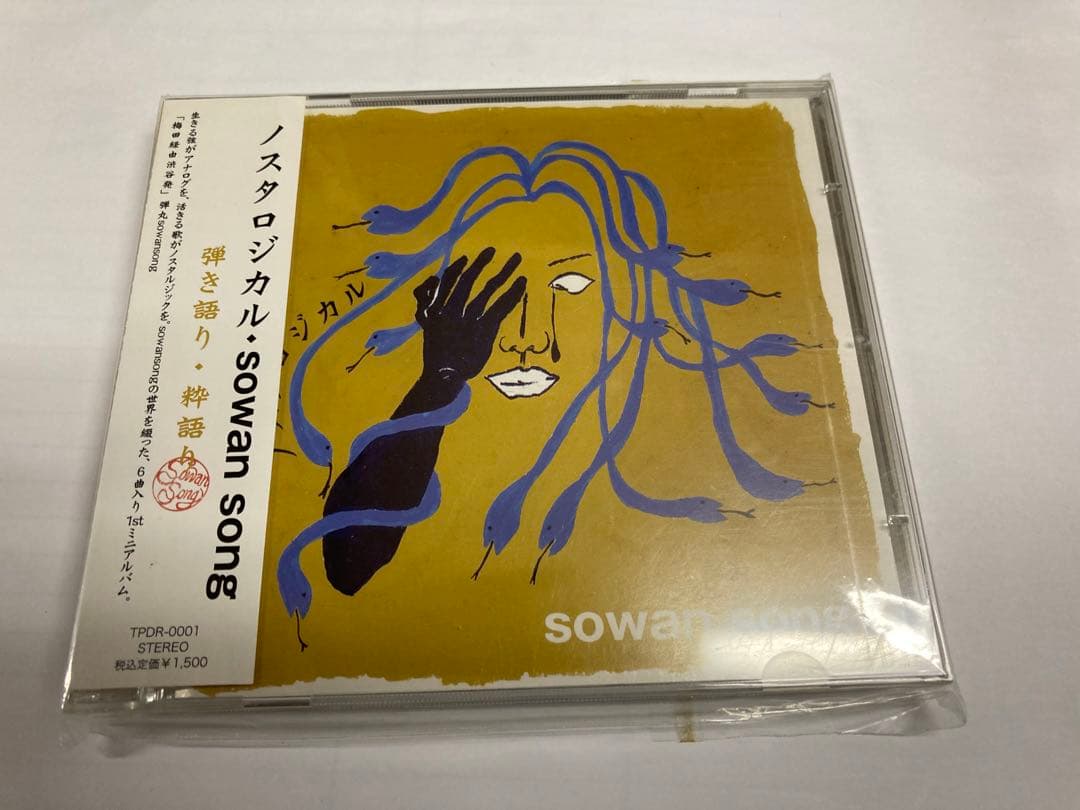 ノスタロジカル・sowan song
弾き語り・粋語り
Sowan Song
生きる弦がアナログを、活きる歌がノスタルジックを。sowansongの世界を綴った、6曲入り1stミニアルバム。
「梅田経由渋谷発」弾丸sowansong
TPDR-0001
STEREO
税込定価¥1,500
ジカル
sowan song